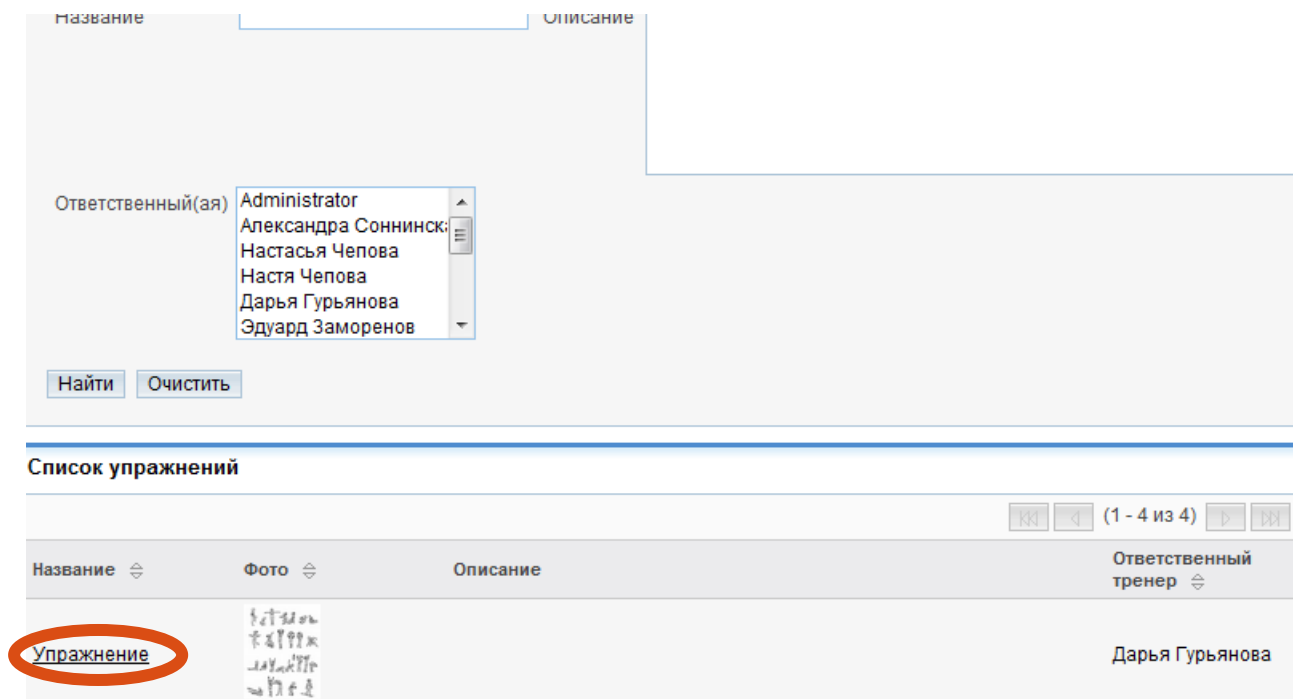 Название Описание
Ответственный(ая)
Administrator
Александра Соннинск
Настасья Чепова
Настя Чепова
Дарья Гурьянова
Эдуард Заморенов
Найти Очистить
Список упражнений
(1 - 4 из 4)
Название Фото Описание Ответственный тренер
Упражнение Дарья Гурьянова